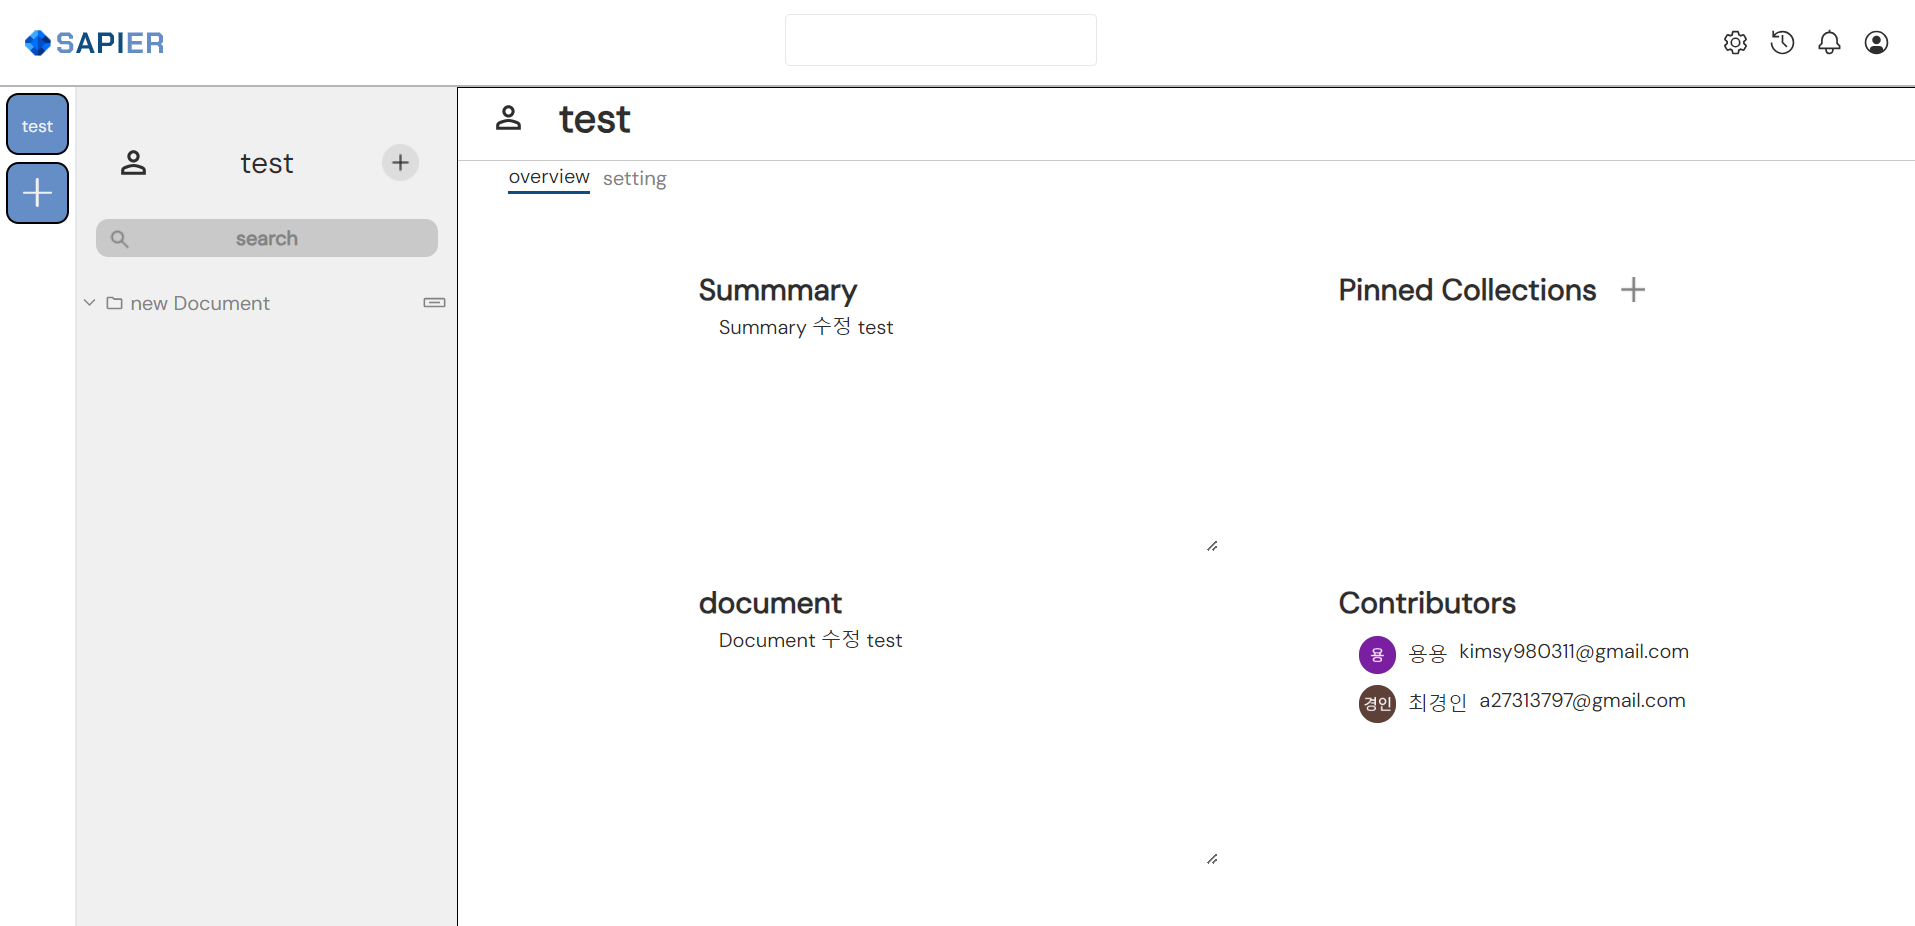 SAPIER
test
test
search
new Document
test
overview setting
Summmary
Summary 수정 test
Pinned Collections
document
Document 수정 test
Contributors
용 용용 kimsy980311@gmail.com
경인 최경인 a27313797@gmail.com